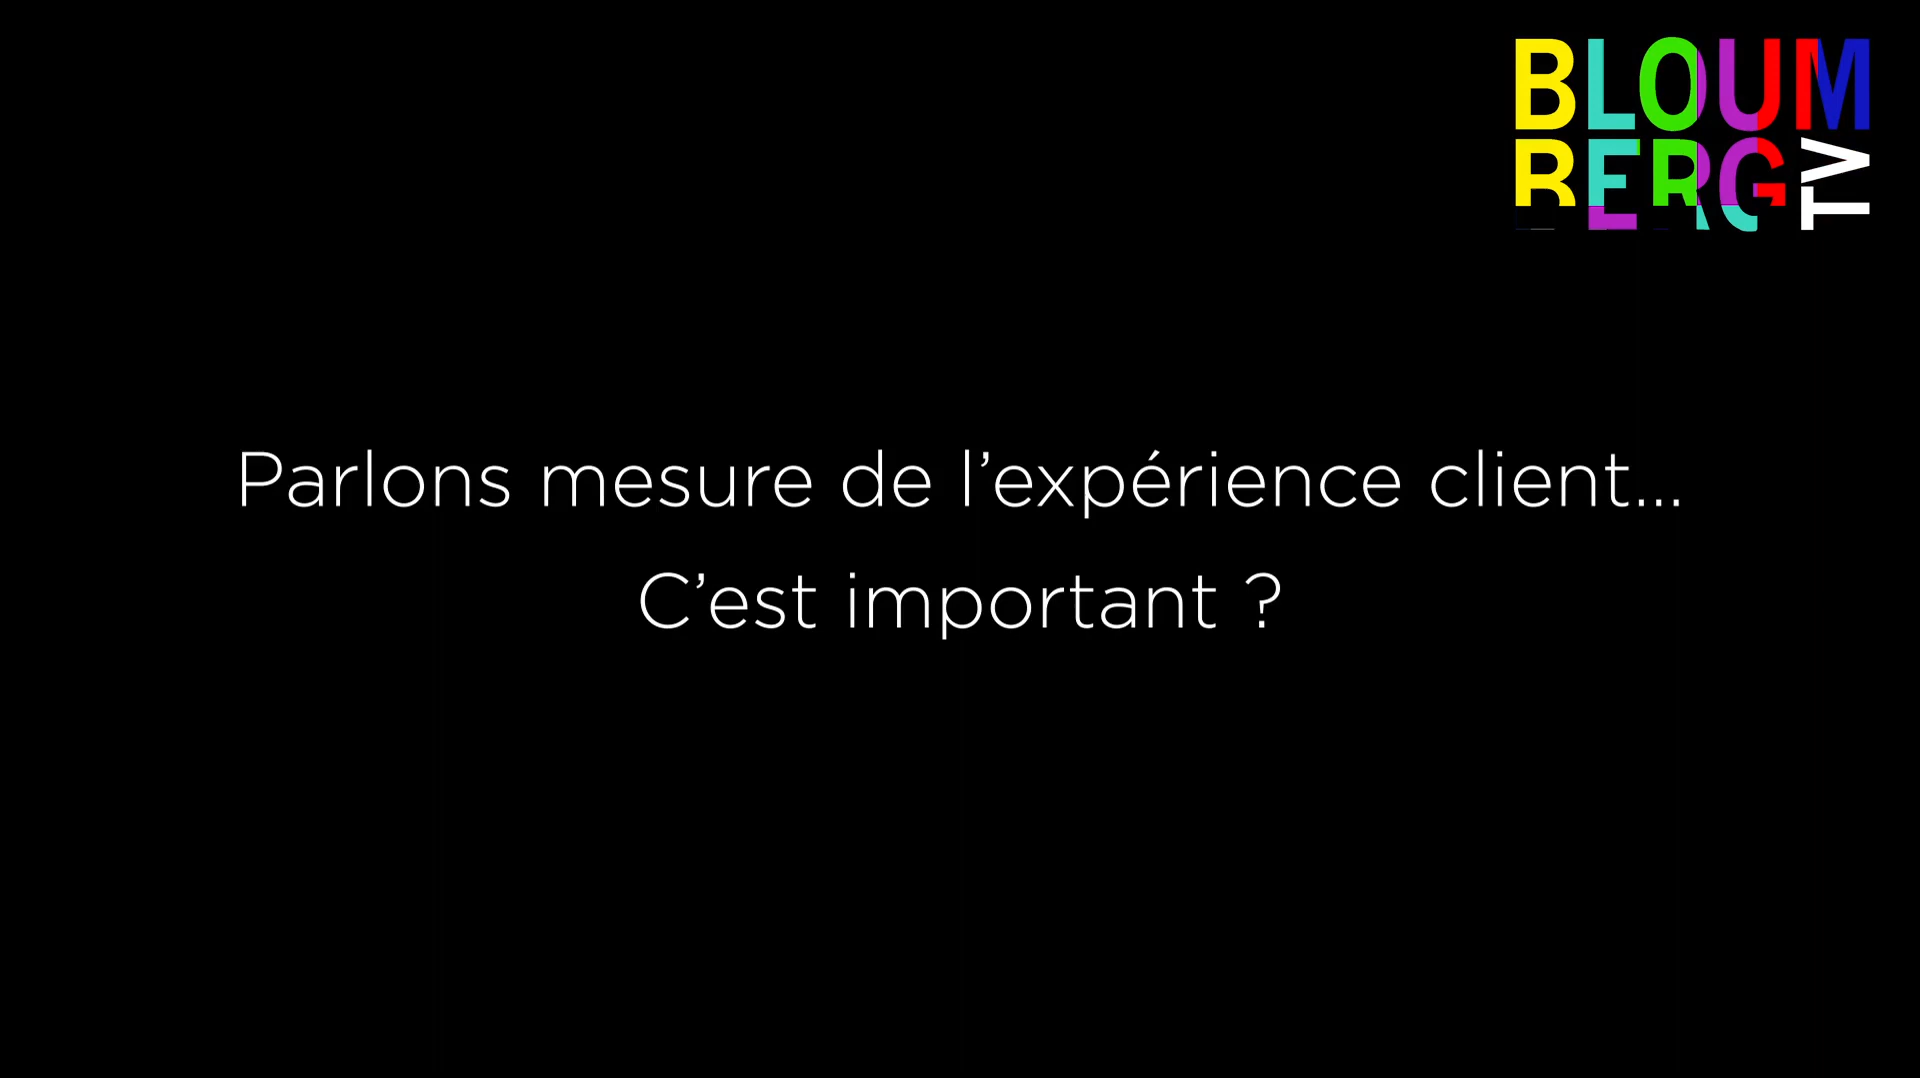 BLOUM
BERG TV
Parlons mesure de l’expérience client...
C’est important ?